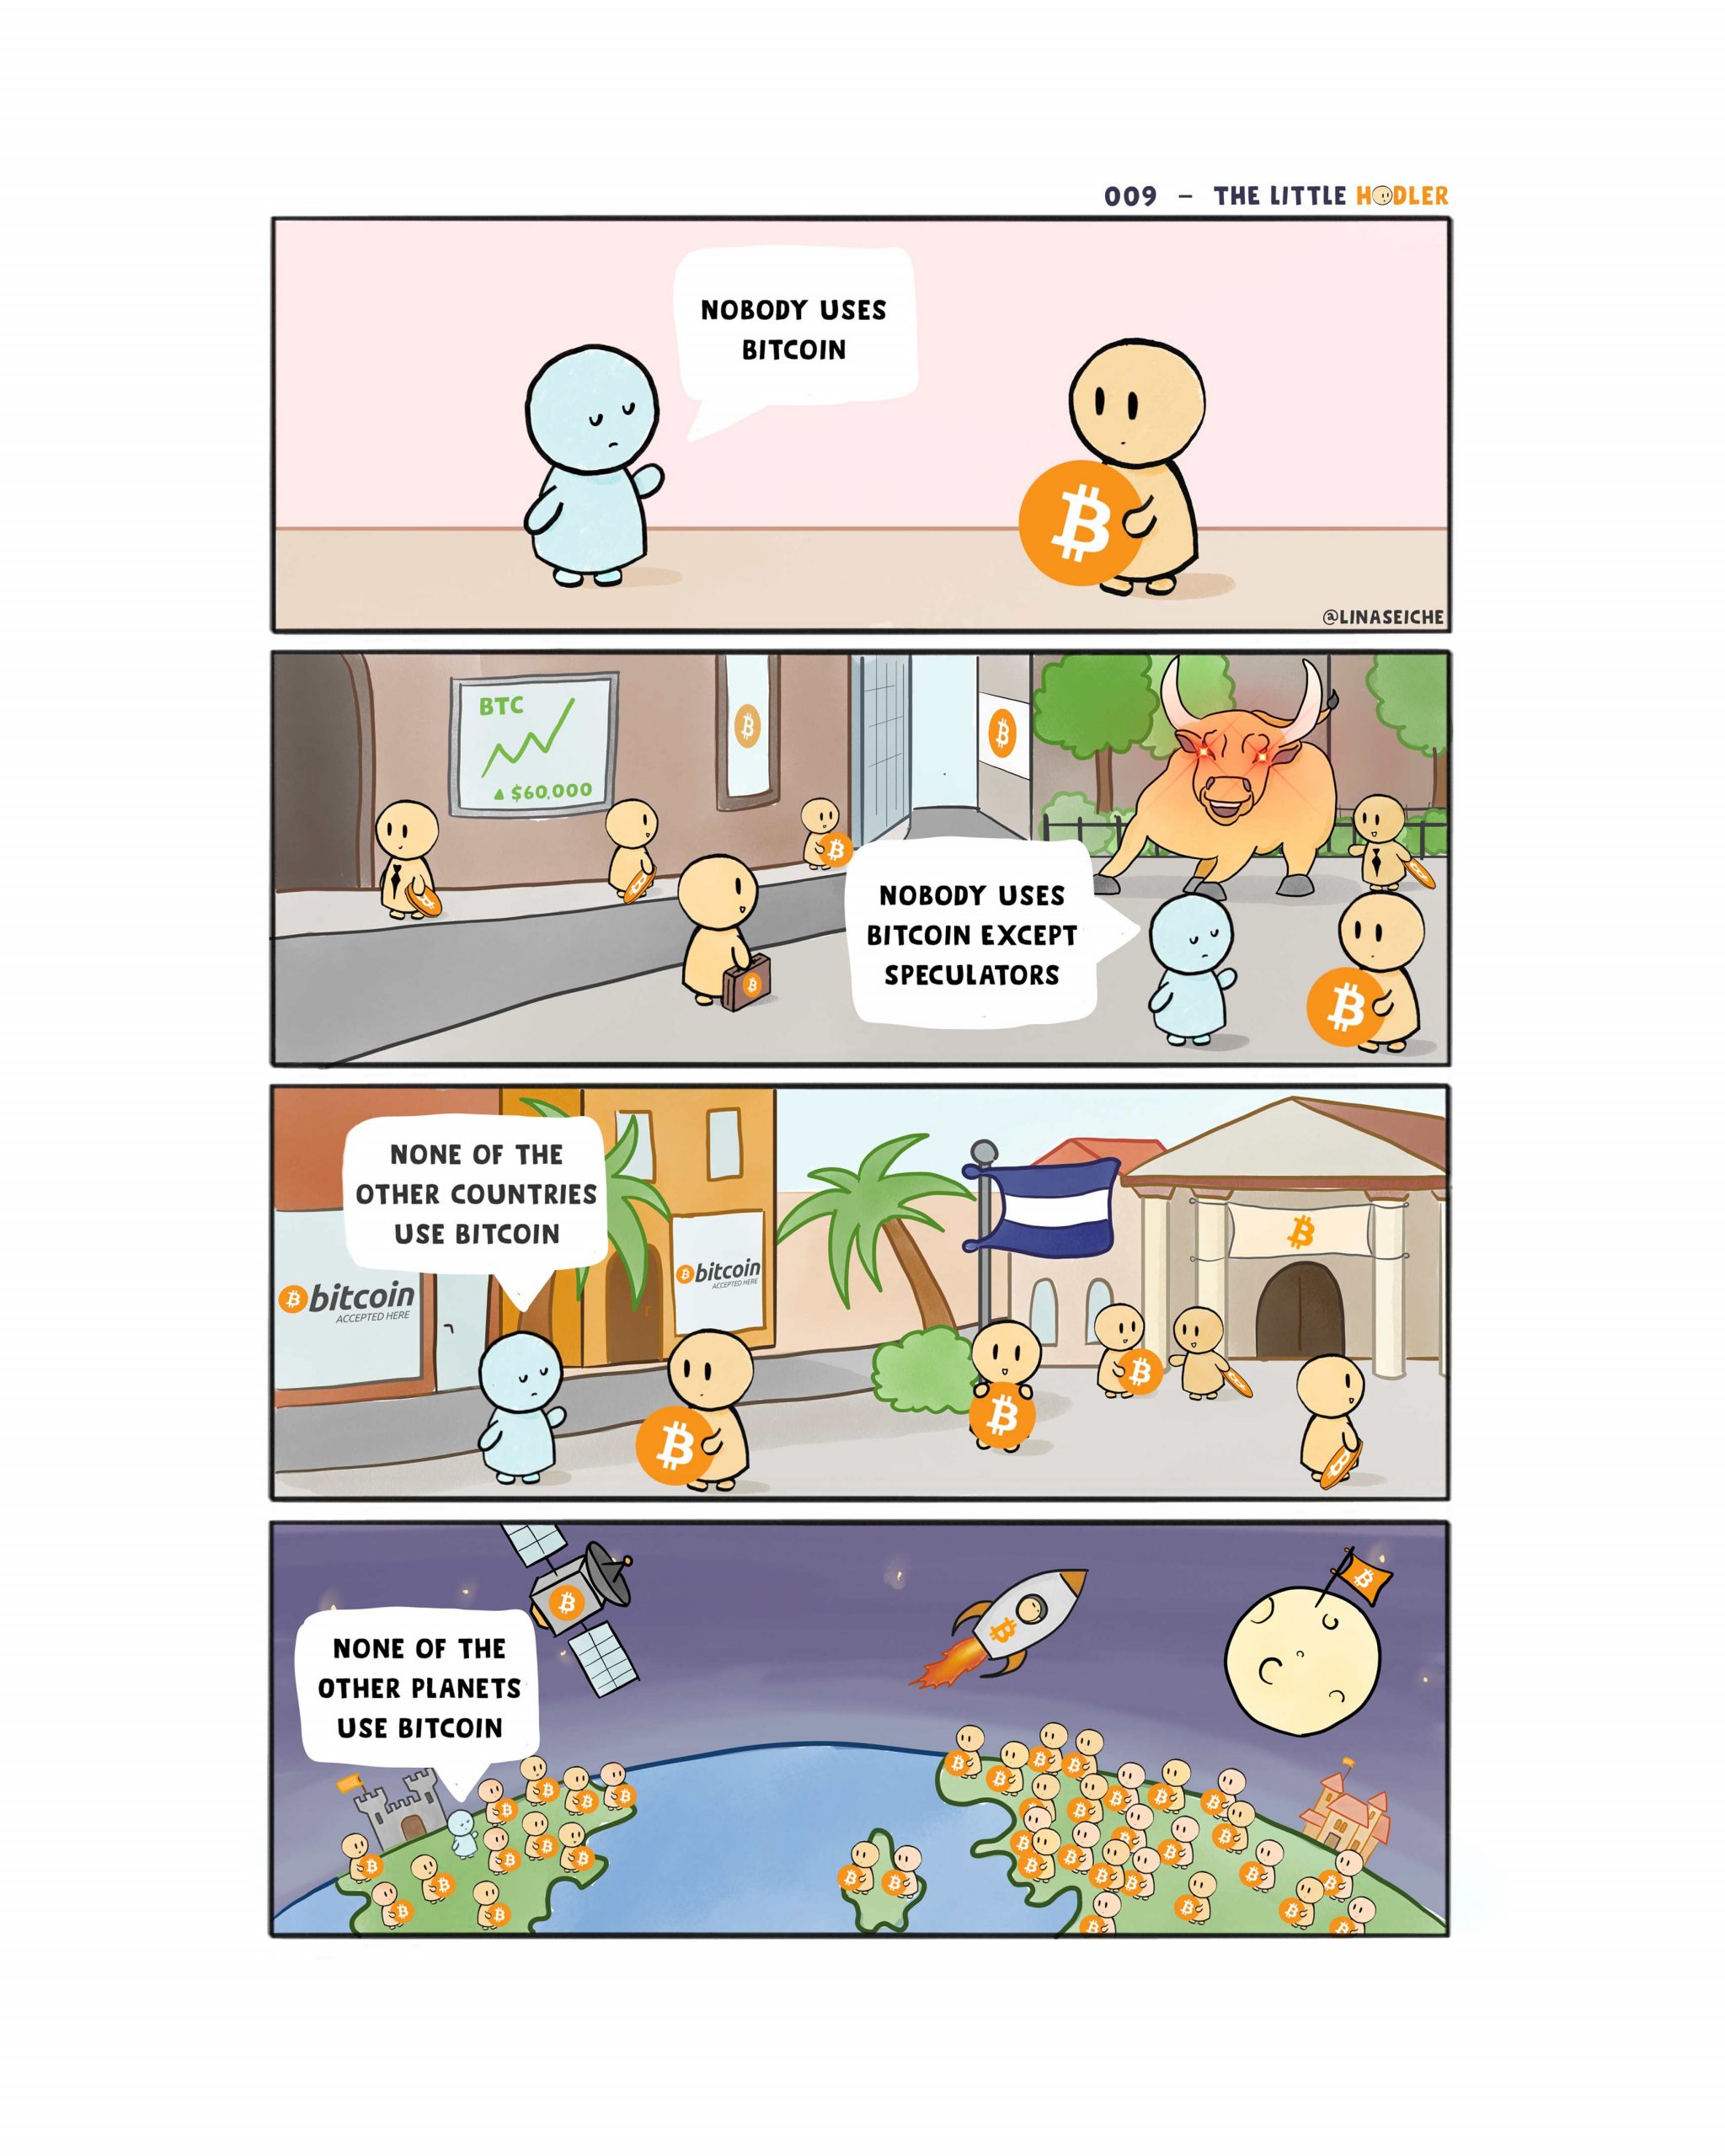 009 - THE LITTLE HODLER
NOBODY USES
BITCOIN
@LINASEICHE
BTC
▲ $60,000
NOBODY USES
BITCOIN EXCEPT
SPECULATORS
NONE OF THE
OTHER COUNTRIES
USE BITCOIN
bitcoin
ACCEPTED HERE
bitcoin
ACCEPTED HERE
NONE OF THE
OTHER PLANETS
USE BITCOIN